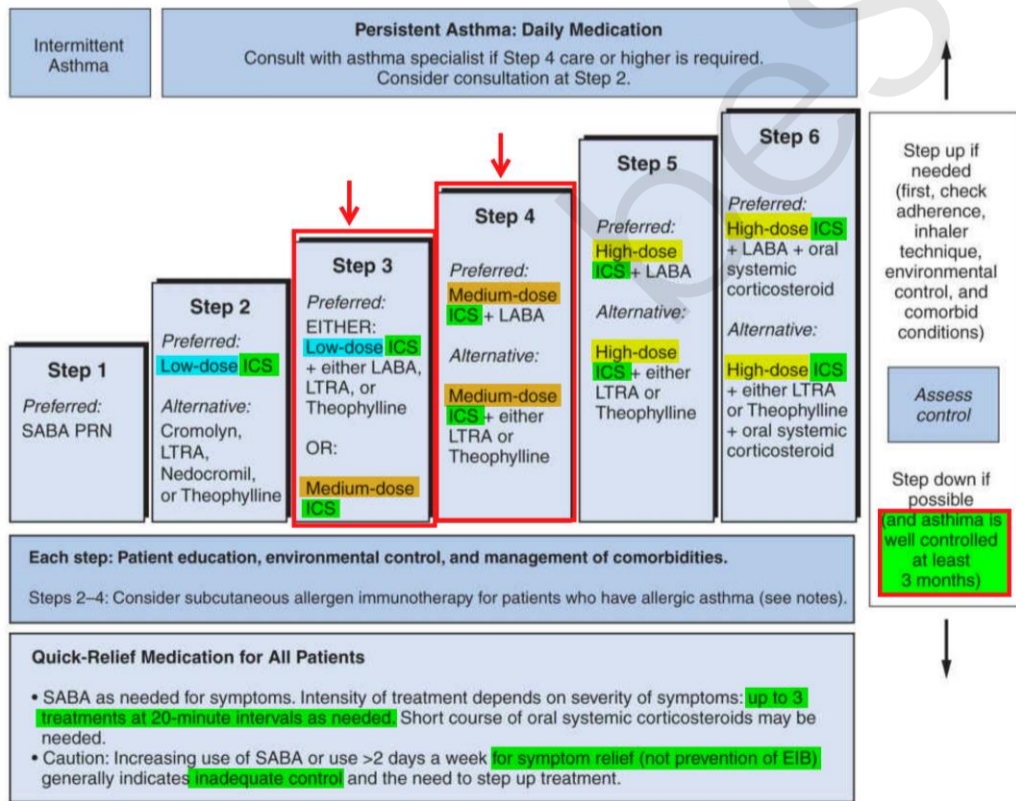 Intermittent
Asthma
Persistent Asthma: Daily Medication
Consult with asthma specialist if Step 4 care or higher is required.
Consider consultation at Step 2.
Step 1
Preferred:
SABA PRN
Step 2
Preferred:
Low-dose ICS
Alternative:
Cromolyn,
LTRA,
Nedocromil,
or Theophylline
Step 3
Preferred:
EITHER:
Low-dose ICS
+ either LABA,
LTRA, or
Theophylline
OR:
Medium-dose
ICS
Step 4
Preferred:
Medium-dose
ICS + LABA
Alternative:
Medium-dose
ICS + either
LTRA or
Theophylline
Step 5
Preferred:
High-dose
ICS + LABA
Alternative:
High-dose
ICS + either
LTRA or
Theophylline
Step 6
Preferred:
High-dose ICS
+ LABA + oral
systemic
corticosteroid
Alternative:
High-dose ICS
+ either LTRA
or Theophylline
+ oral systemic
corticosteroid
Step up if
needed
(first, check
adherence,
inhaler
technique,
environmental
control, and
comorbid
conditions)
Assess
control
Step down if
possible
(and asthima is
well controlled
at least
3 months)
Each step: Patient education, environmental control, and management of comorbidities.
Steps 2–4: Consider subcutaneous allergen immunotherapy for patients who have allergic asthma (see notes).
Quick-Relief Medication for All Patients
• SABA as needed for symptoms. Intensity of treatment depends on severity of symptoms: up to 3
treatments at 20-minute intervals as needed. Short course of oral systemic corticosteroids may be
needed.
• Caution: Increasing use of SABA or use >2 days a week for symptom relief (not prevention of EIB)
generally indicates inadequate control and the need to step up treatment.